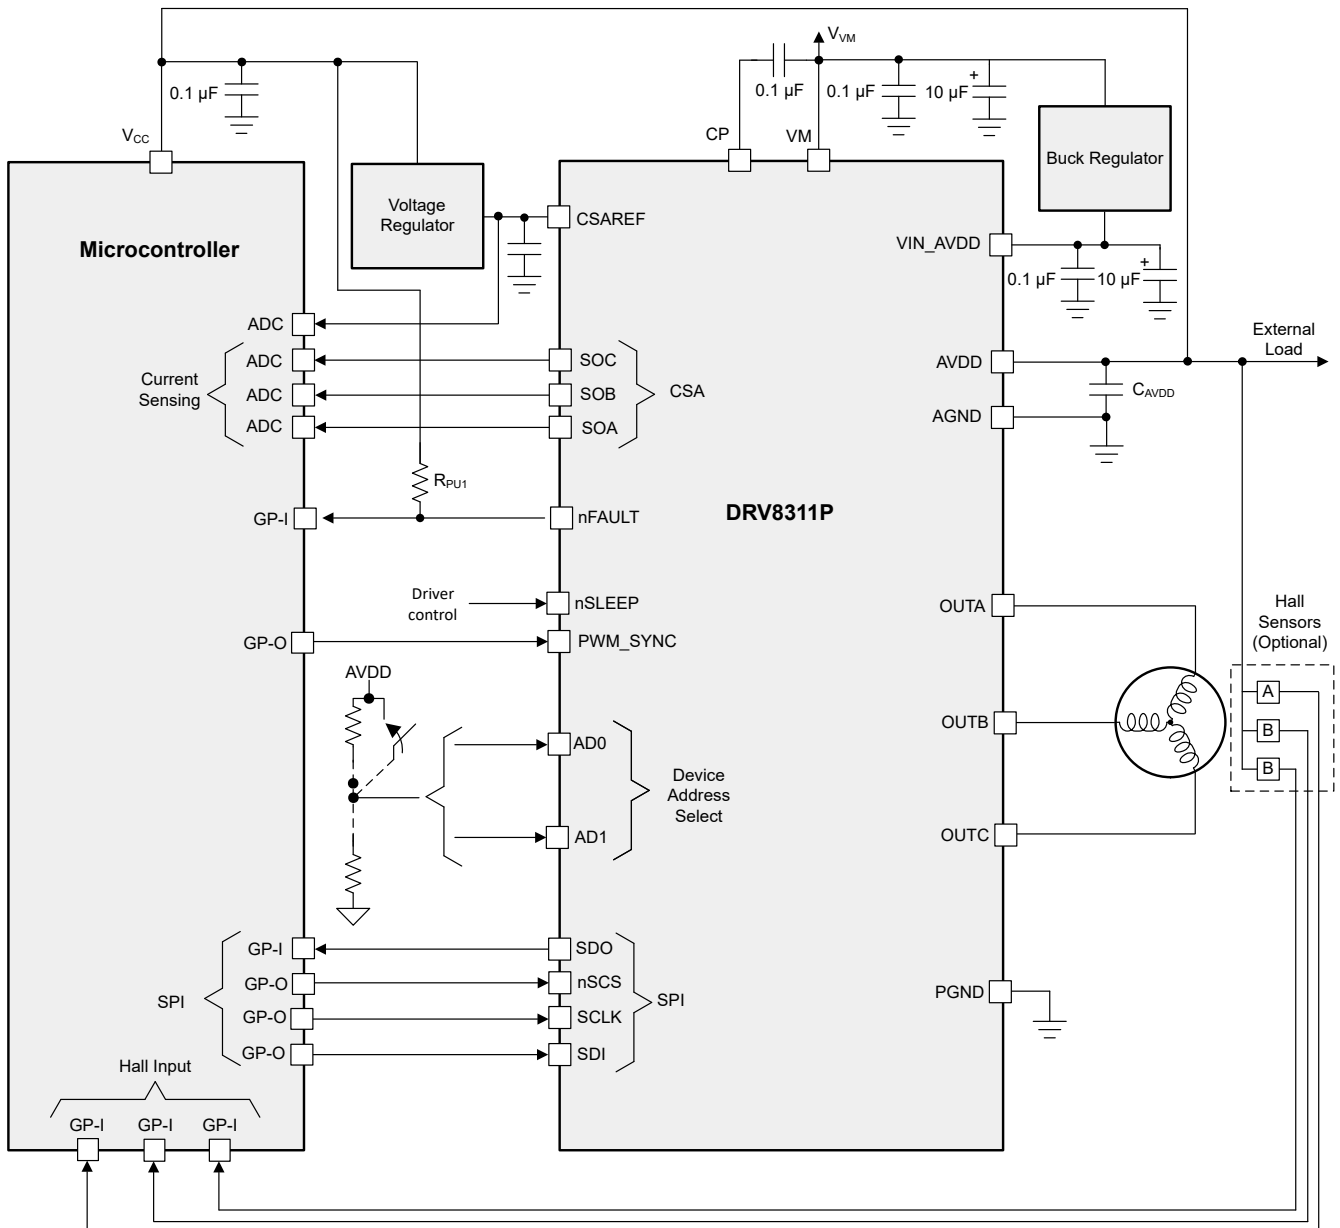 V_VM
0.1 µF
0.1 µF
0.1 µF
10 µF
+
V_CC
CP
VM
Buck Regulator
Voltage
Regulator
CSAREF
Microcontroller
VIN_AVDD
+
0.1 µF
10 µF
ADC
External
Load
ADC
SOC
AVDD
Current
Sensing
ADC
SOB
CSA
C_AVDD
ADC
SOA
AGND
R_PU1
GP-I
nFAULT
DRV8311P
Driver
control
nSLEEP
OUTA
Hall
Sensors
(Optional)
GP-O
PWM_SYNC
AVDD
A
OUTB
B
AD0
B
Device
Address
Select
AD1
OUTC
GP-I
SDO
GP-O
nSCS
PGND
SPI
SPI
GP-O
SCLK
GP-O
SDI
Hall Input
GP-I
GP-I
GP-I